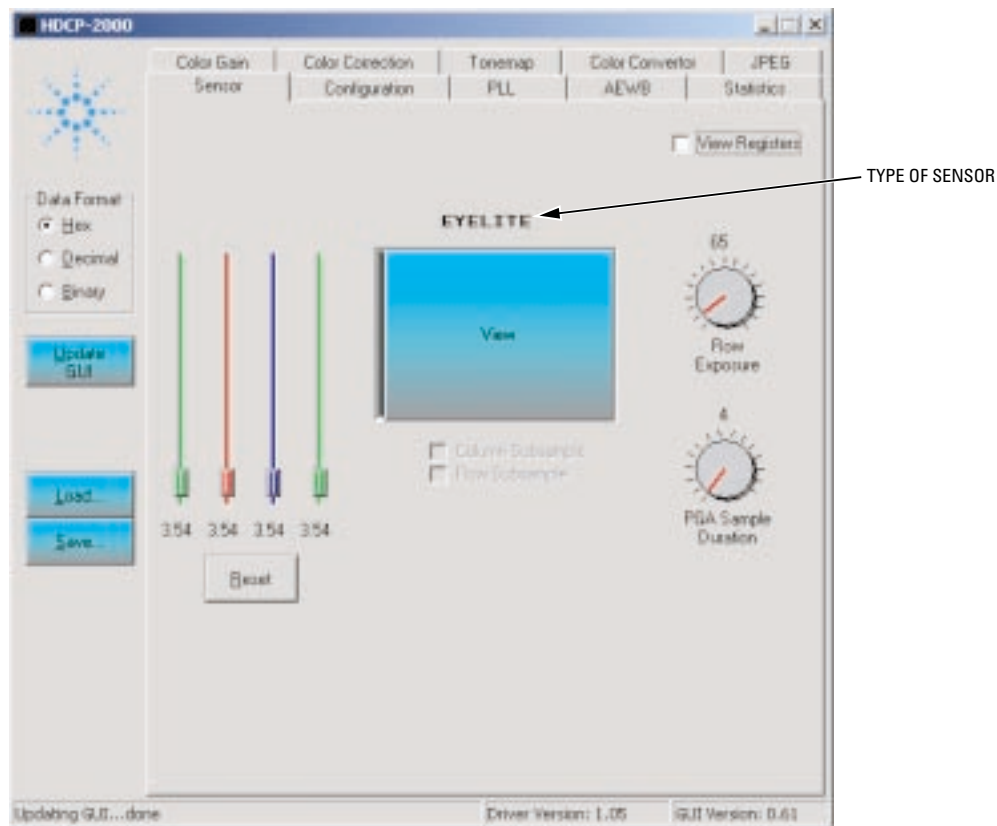 HDCP-2000
Color Gain
Color Correction
Tonemap
Color Convertor
JPEG
Sensor
Configuration
PLL
AEWB
Statistics
View Registers
TYPE OF SENSOR
Data Format
Hex
Decimal
Binary
EYELITE
65
View
Row
Exposure
Update
GUI
4
Column Subsample
Row Subsample
Load...
Save...
PGA Sample
Duration
3.54 3.54 3.54 3.54
Reset
Updating GUI...done
Driver Version: 1.05
GUI Version: 0.61